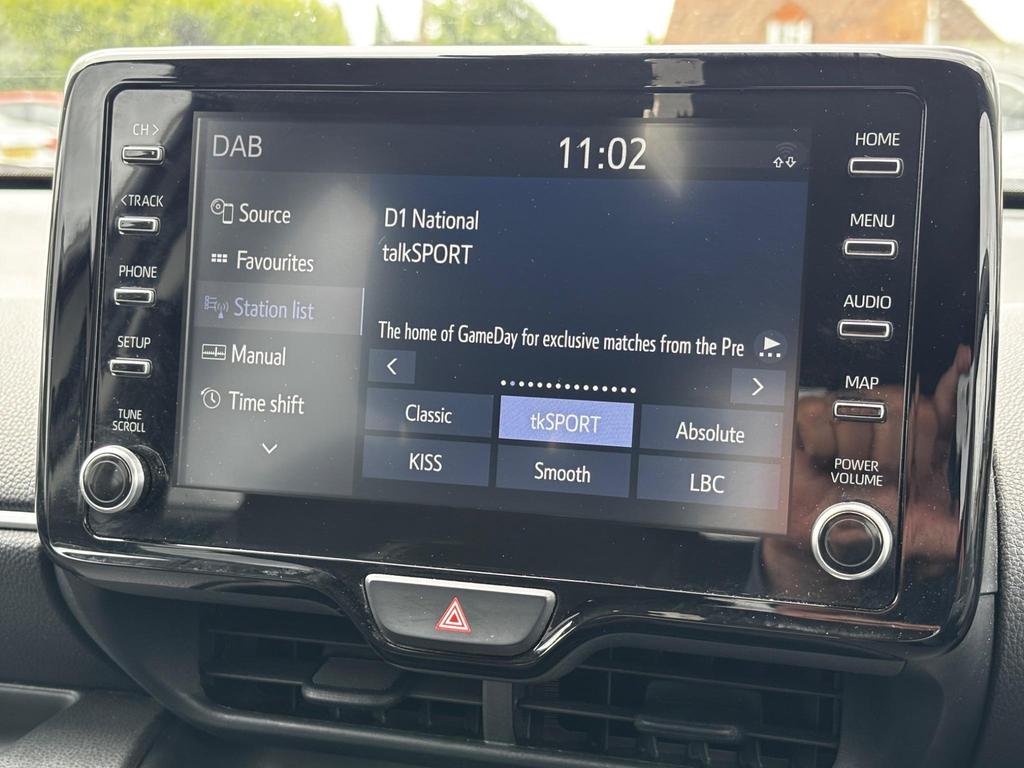 CH >
< TRACK
PHONE
SETUP
TUNE
SCROLL
DAB
11:02
Source
Favourites
Station list
Manual
Time shift
D1 National
talkSPORT
The home of GameDay for exclusive matches from the Pre
<
>
Classic
tkSPORT
Absolute
KISS
Smooth
LBC
HOME
MENU
AUDIO
MAP
POWER
VOLUME